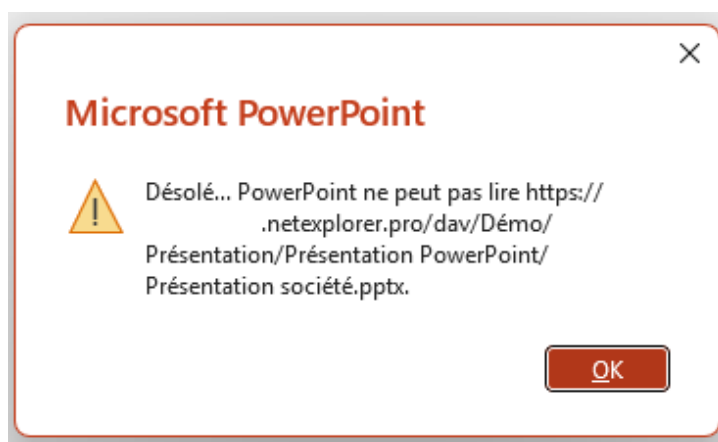 Microsoft PowerPoint
Désolé... PowerPoint ne peut pas lire https://
.netexplorer.pro/dav/Démo/
Présentation/Présentation PowerPoint/
Présentation société.pptx.
OK